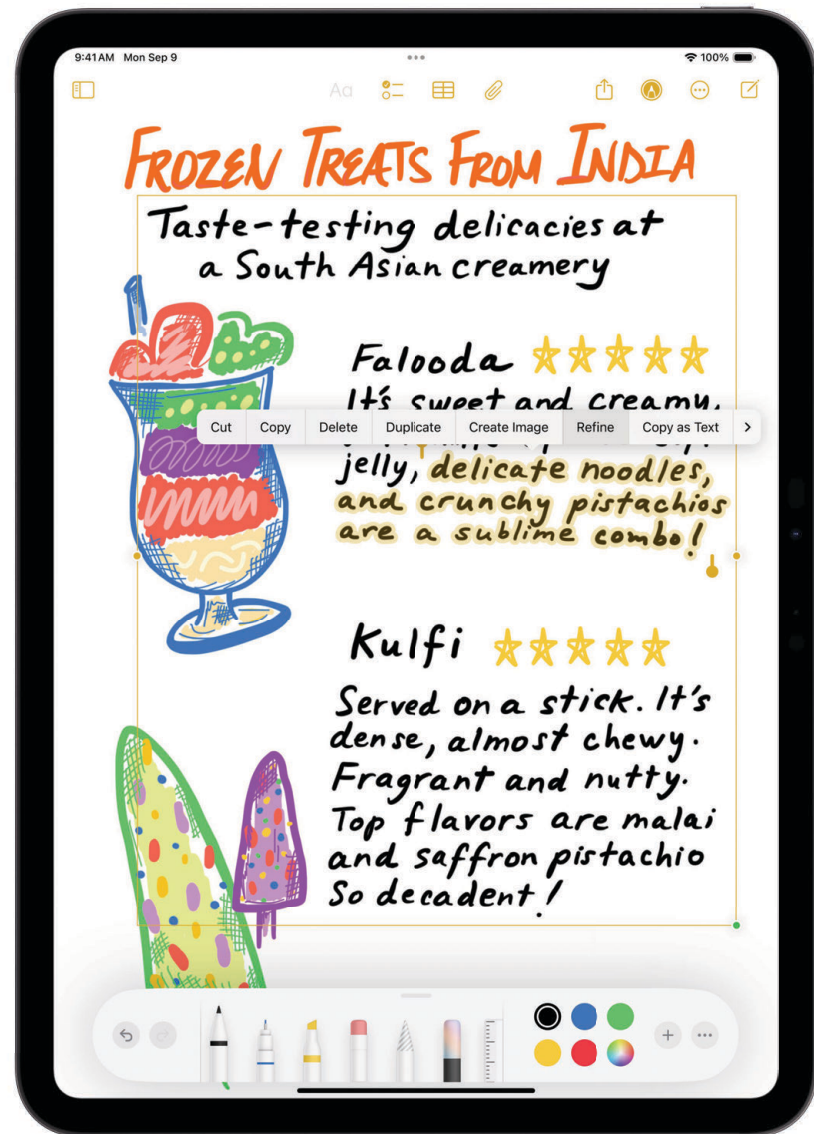 9:41 AM Mon Sep 9
100%
Aa
FROZEN TREATS FROM INDIA
Taste-testing delicacies at
a South Asian creamery
Falooda
It's sweet and creamy,
Cut Copy Delete Duplicate Create Image Refine Copy as Text
jelly, delicate noodles,
and crunchy pistachios
are a sublime combo!
Kulfi
Served on a stick. It's
dense, almost chewy.
Fragrant and nutty.
Top flavors are malai
and saffron pistachio
So decadent!